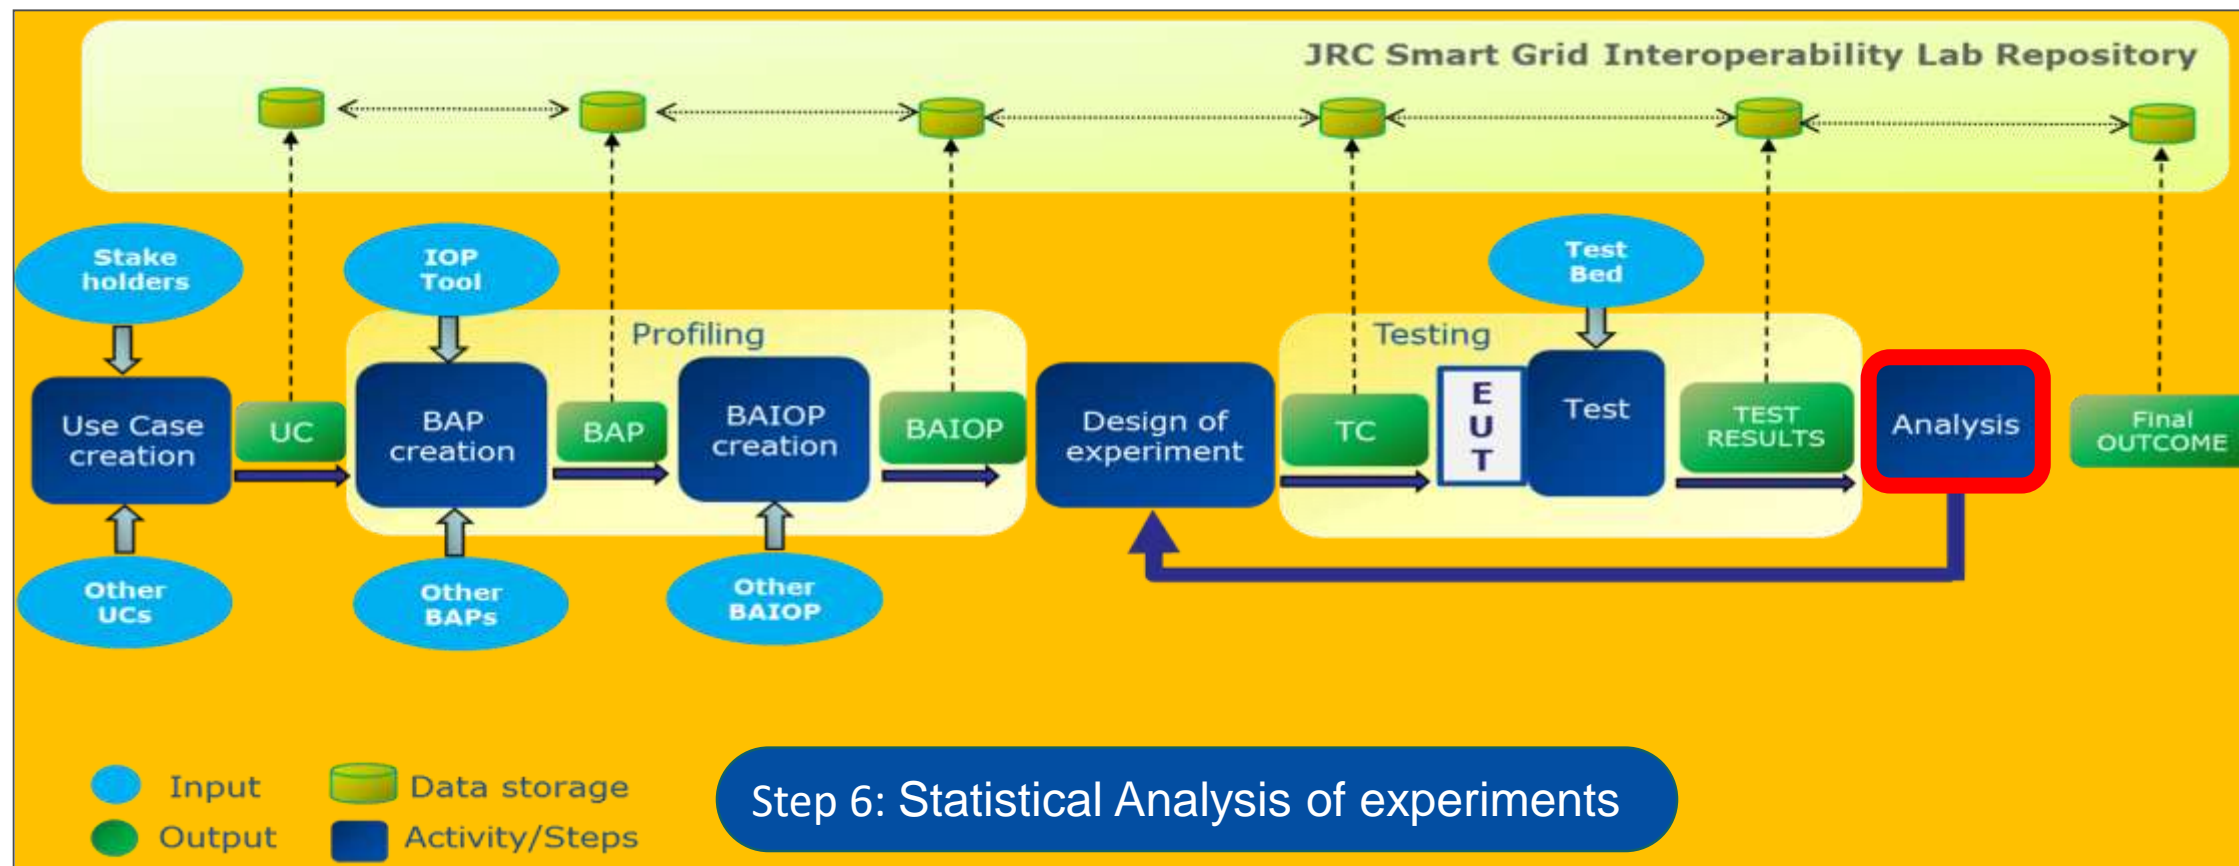 JRC Smart Grid Interoperability Lab Repository
Stake
holders
IOP
Tool
Test
Bed
Profiling
Testing
Use Case
creation
UC
BAP
creation
BAP
BAIOP
creation
BAIOP
Design of
experiment
TC
E
U
T
Test
TEST
RESULTS
Analysis
Final
OUTCOME
Other
UCs
Other
BAPs
Other
BAIOP
Input
Data storage
Output
Activity/Steps
Step 6: Statistical Analysis of experiments